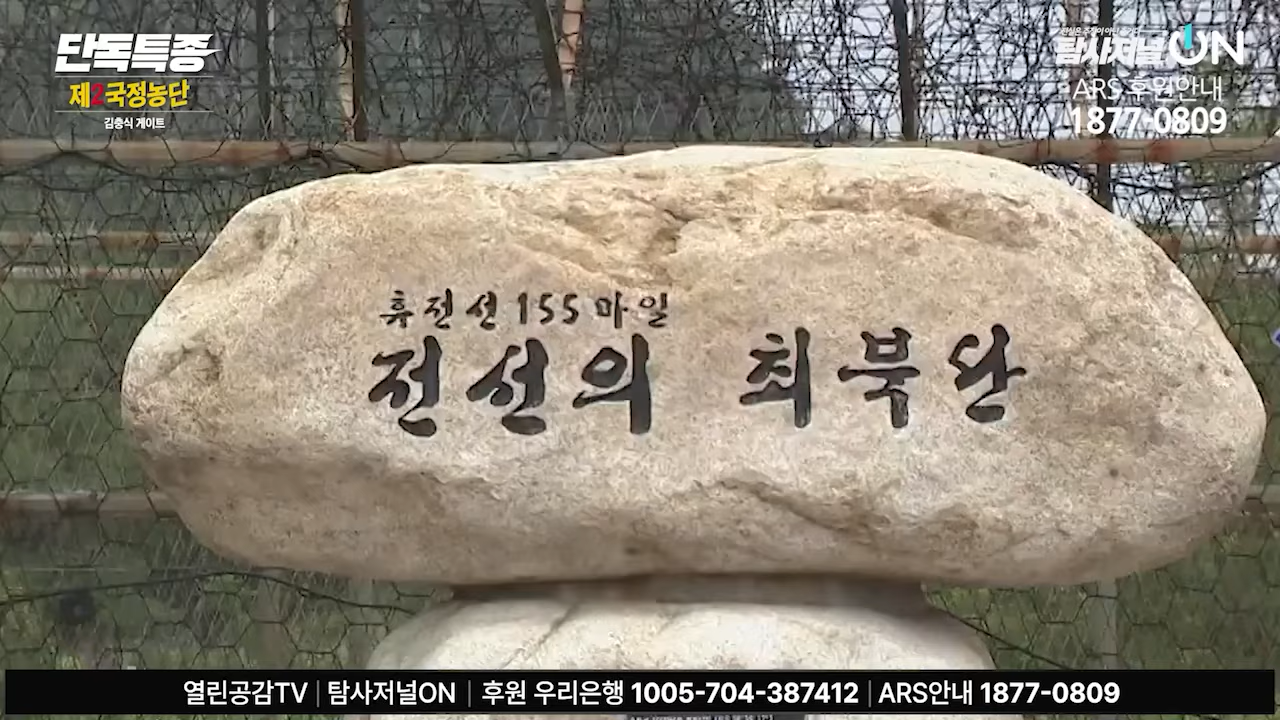 단독특종
제2국정농단
김충식 게이트
탐사저널ON
ARS 후원안내
1877-0809
휴전선 155 마일
전선의 최북단
열린공감TV | 탐사저널ON | 후원 우리은행 1005-704-387412 | ARS안내 1877-0809